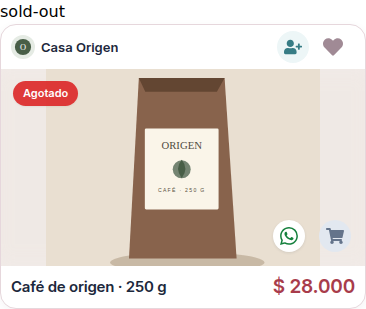 sold-out
O
Casa Origen
Agotado
ORIGEN
CAFÉ · 250 G
Café de origen · 250 g
$ 28.000